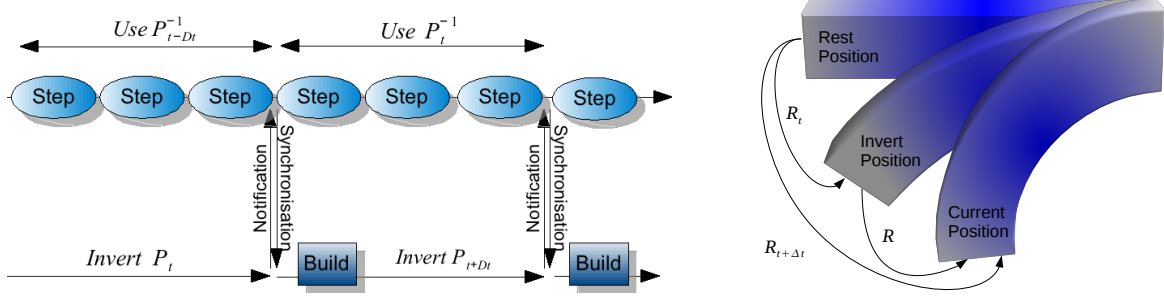 Use P_{t-Dt}^{-1}
Use P_t^{-1}
Step Step Step Step Step Step Step
Notification
Synchronisation
Notification
Synchronisation
Invert P_t
Build
Invert P_{t+Dt}
Build
Rest
Position
R_t
Invert
Position
Current
Position
R
R_{t+Δt}